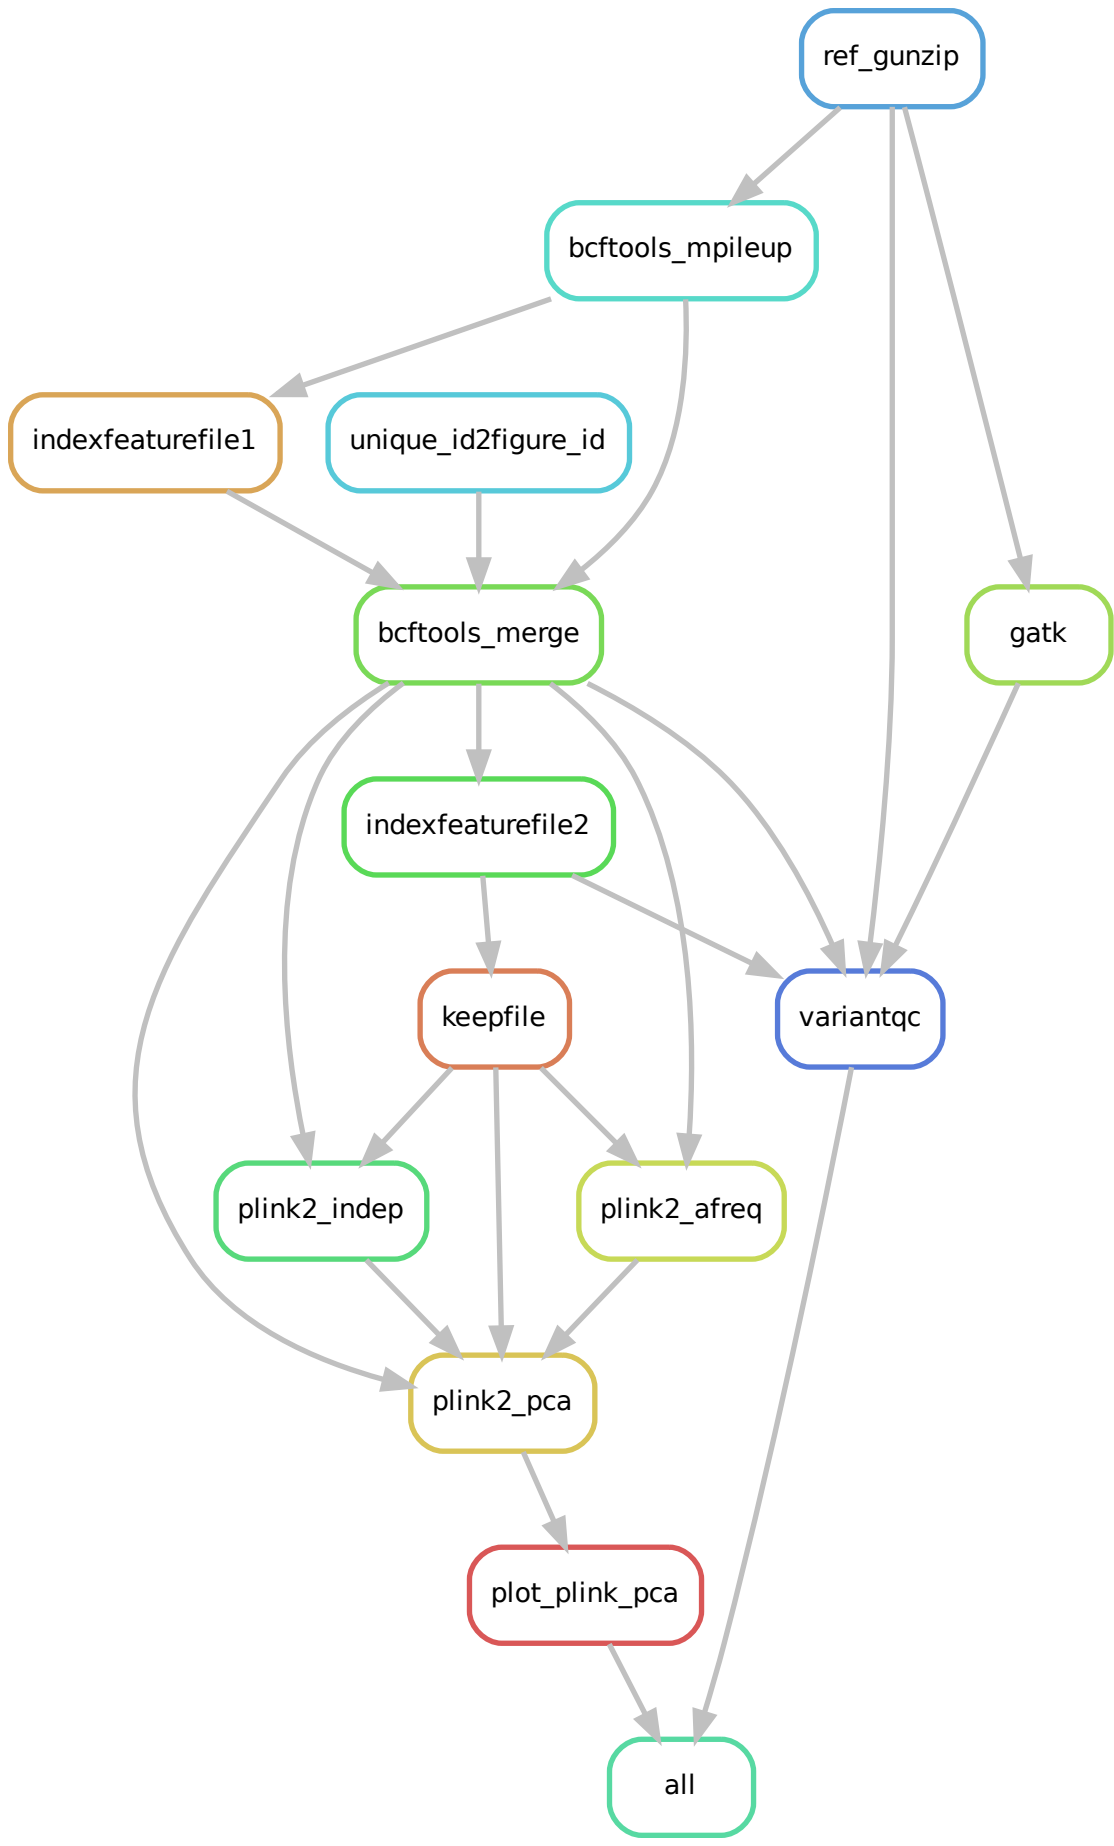 ref_gunzip
bcftools_mpileup
indexfeaturefile1
unique_id2figure_id
bcftools_merge
gatk
indexfeaturefile2
keepfile
variantqc
plink2_indep
plink2_afreq
plink2_pca
plot_plink_pca
all